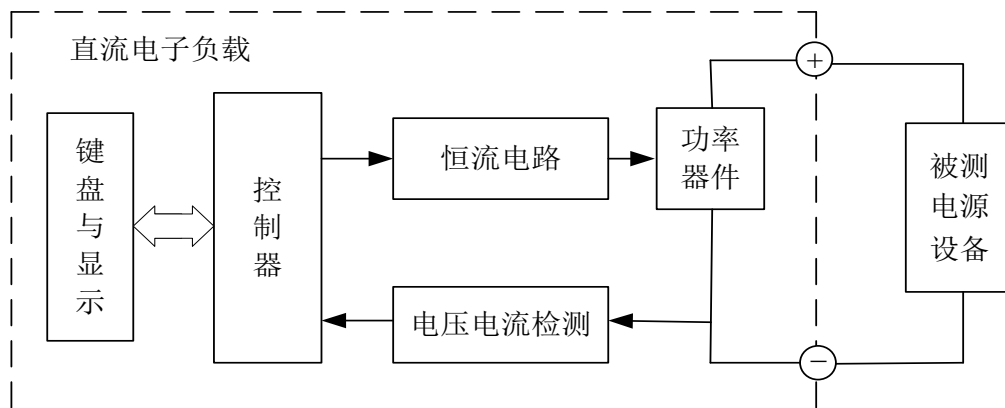 直流电子负载
键
盘
与
显
示
控
制
器
恒流电路
功率
器件
电压电流检测
+
−
被测
电源
设备